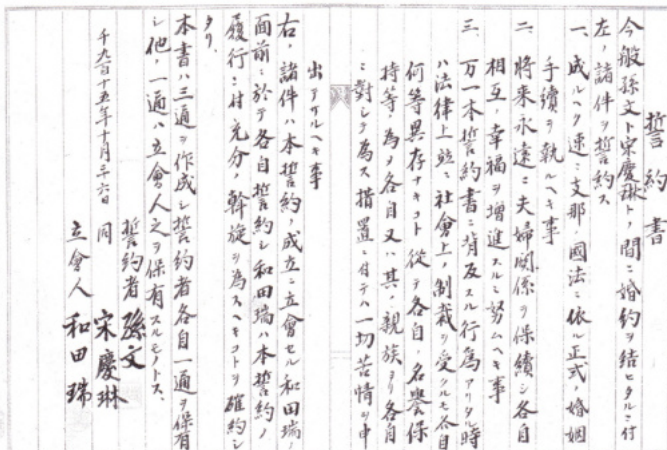 誓約書
今般孫文ト宋慶琳トノ間ニ婚約ヲ結ヒタルニ付
左ノ諸件ヲ誓約ス
一、成ルヘク速ニ支那ノ國法ニ依ル正式ノ婚姻
手續ヲ執ルヘキ事
二、将来永遠ニ夫婦関係ヲ保續シ各自
相互ノ幸福ヲ増進スルニ努ムヘキ事
三、万一本誓約書ニ背反スル行為アリタル時
ハ法律上並ニ社會上ノ制裁ヲ受クルモ各自
何等異存ナキコト從テ各自ノ名譽保
持等ノ為ニ各自又ハ其ノ親族ヨリ各自
ニ對シテ為ス措置ニ付テハ一切苦情ヲ申
出テサルヘキ事
右ノ諸件ハ本誓約ノ成立ニ立會セル和田瑞ノ
面前ニ於テ各自誓約シ和田瑞ハ本誓約ノ
履行ニ付充分ノ斡旋ヲ為スヘキコトヲ確約シ
タリ、
本書ハ三通ヲ作成シ誓約者各自一通ヲ保有
シ他ノ一通ハ立會人之ヲ保有スルモノトス、
千九百十五年十月二六日
誓約者 孫文
同 宋慶琳
立會人 和田瑞